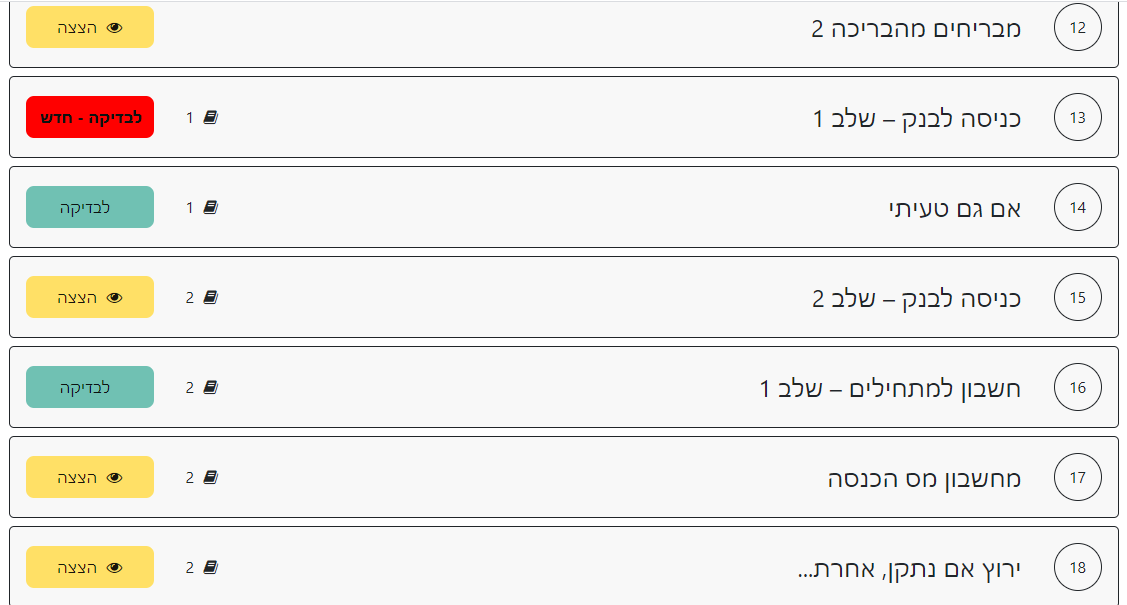 12 מבריחים מהבריכה 2 הצצה
13 כניסה לבנק – שלב 1 1 לבדיקה - חדש
14 אם גם טעיתי 1 לבדיקה
15 כניסה לבנק – שלב 2 2 הצצה
16 חשבון למתחילים – שלב 1 2 לבדיקה
17 מחשבון מס הכנסה 2 הצצה
18 ירוץ אם נתקן, אחרת... 2 הצצה